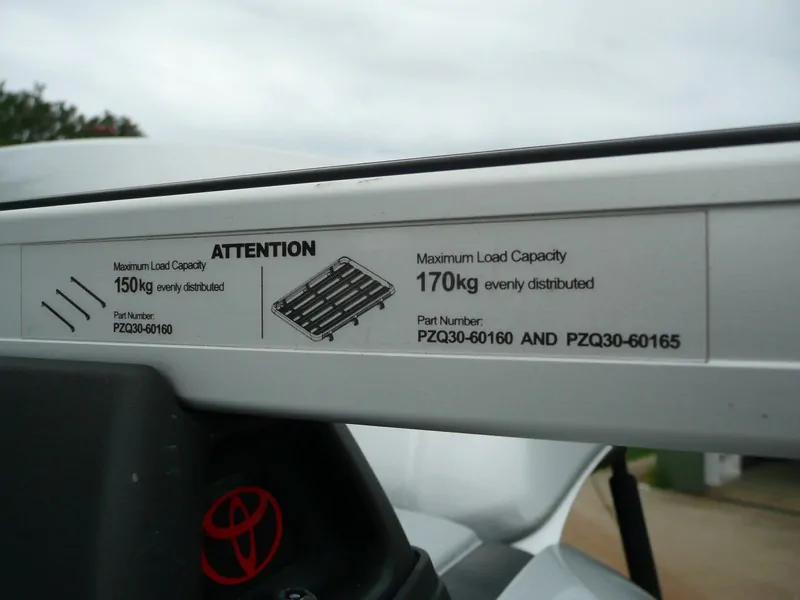 ATTENTION
Maximum Load Capacity
150kg evenly distributed
Part Number:
PZQ30-60160
Maximum Load Capacity
170kg evenly distributed
Part Number:
PZQ30-60160 AND PZQ30-60165